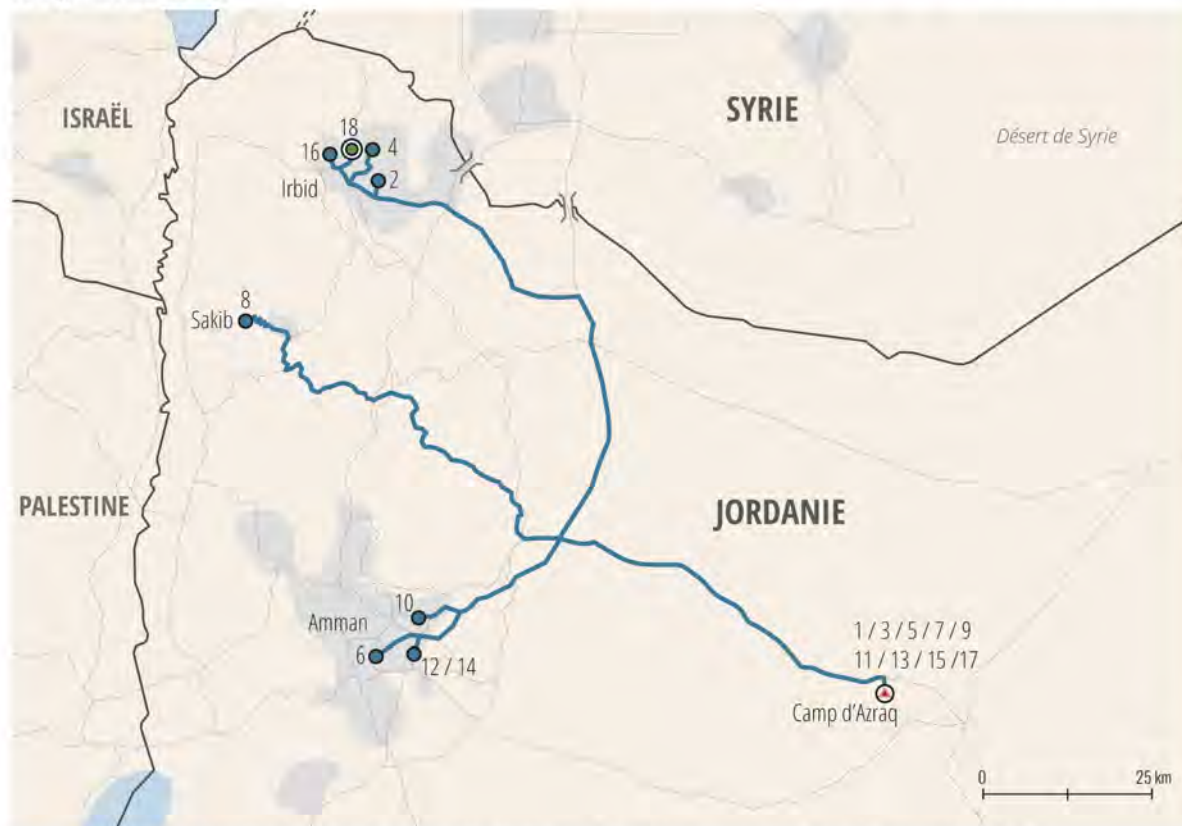 ISRAËL
SYRIE
Désert de Syrie
18
16
4
2
Irbid
8
Sakib
PALESTINE
JORDANIE
10
Amman
6
12 / 14
1 / 3 / 5 / 7 / 9
11 / 13 / 15 /17
Camp d'Azraq
0
25 km